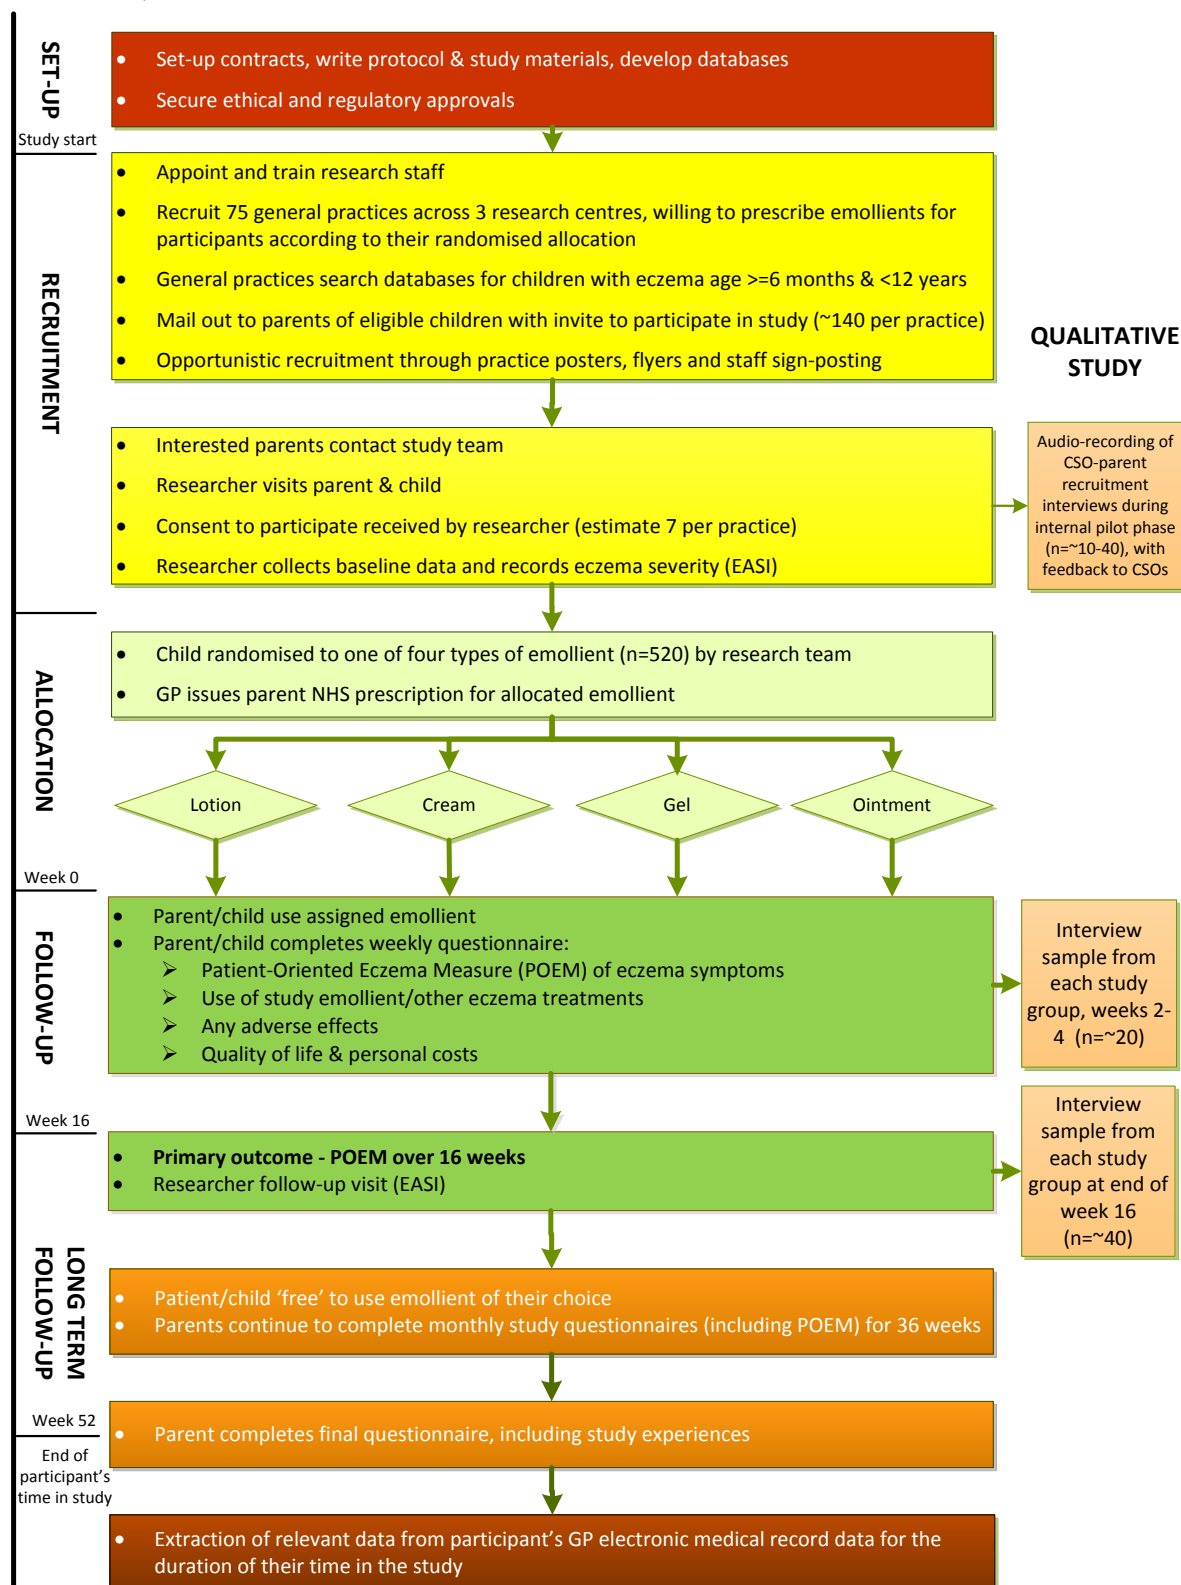 SET-UP
Set-up contracts, write protocol & study materials, develop databases
Secure ethical and regulatory approvals
Study start
RECRUITMENT
Appoint and train research staff
Recruit 75 general practices across 3 research centres, willing to prescribe emollients for
participants according to their randomised allocation
General practices search databases for children with eczema age >=6 months & <12 years
Mail out to parents of eligible children with invite to participate in study (~140 per practice)
Opportunistic recruitment through practice posters, flyers and staff sign-posting
QUALITATIVE
STUDY
Interested parents contact study team
Researcher visits parent & child
Consent to participate received by researcher (estimate 7 per practice)
Researcher collects baseline data and records eczema severity (EASI)
Audio-recording of
CSO-parent
recruitment
interviews during
internal pilot phase
(n=~10-40), with
feedback to CSOs
ALLOCATION
Child randomised to one of four types of emollient (n=520) by research team
GP issues parent NHS prescription for allocated emollient
Lotion
Cream
Gel
Ointment
Week 0
FOLLOW-UP
Parent/child use assigned emollient
Parent/child completes weekly questionnaire:
Patient-Oriented Eczema Measure (POEM) of eczema symptoms
Use of study emollient/other eczema treatments
Any adverse effects
Quality of life & personal costs
Interview
sample from
each study
group, weeks 2-
4 (n=~20)
Week 16
Primary outcome - POEM over 16 weeks
Researcher follow-up visit (EASI)
Interview
sample from
each study
group at end of
week 16
(n=~40)
LONG TERM
FOLLOW-UP
Patient/child ‘free’ to use emollient of their choice
Parents continue to complete monthly study questionnaires (including POEM) for 36 weeks
Week 52
Parent completes final questionnaire, including study experiences
End of
participant’s
time in study
Extraction of relevant data from participant’s GP electronic medical record data for the
duration of their time in the study